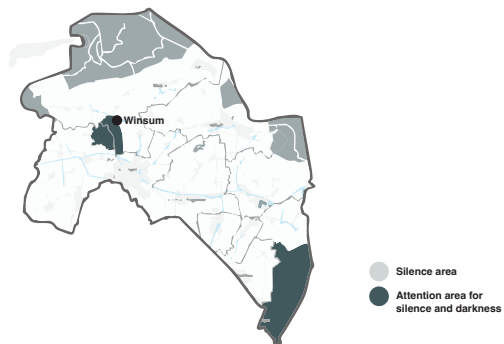 Winsum
Silence area
Attention area for
silence and darkness